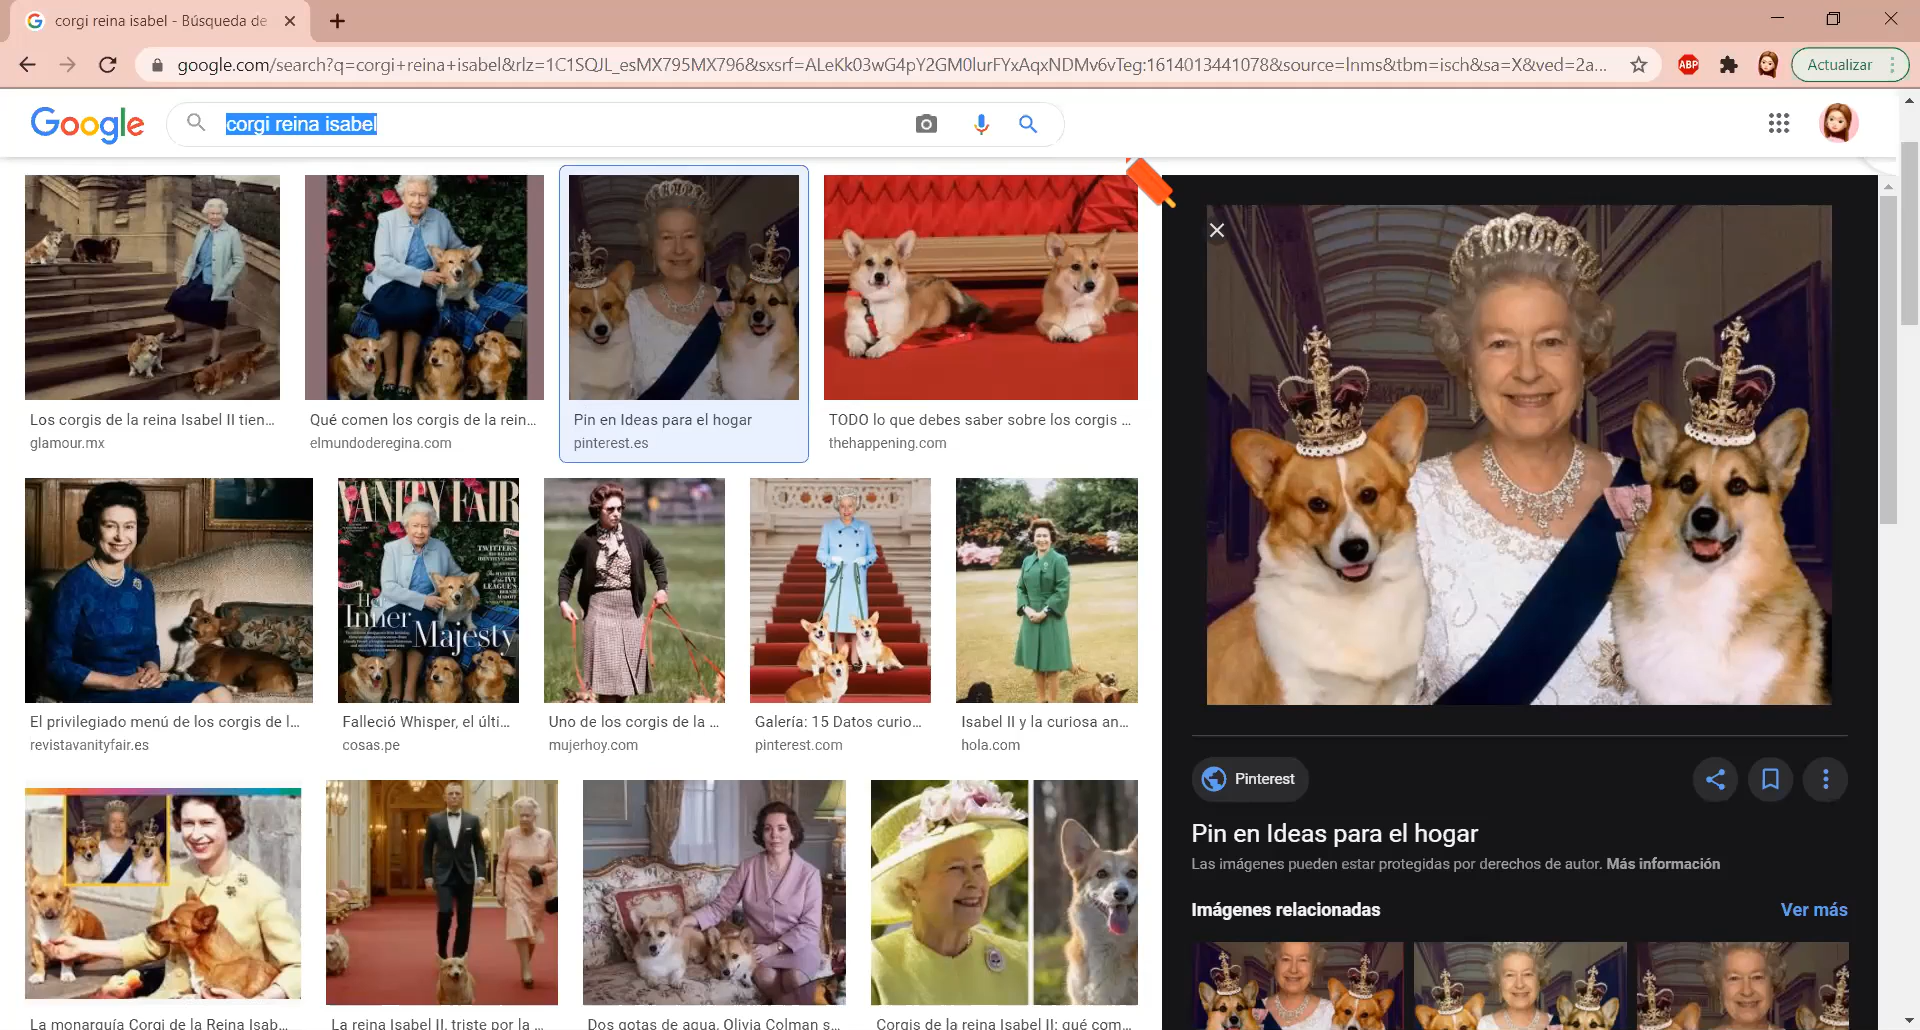 corgi reina isabel - Búsqueda de
google.com/search?q=corgi+reina+isabel&rlz=1C1SQJL_esMX795MX796&sxsrf=ALeKk03wG4pY2GM0lurFYxAqxNDMv6vTeg:1614013441078&source=lnms&tbm=isch&sa=X&ved=2a...
ABP
Actualizar
Google
corgi reina isabel
Los corgis de la reina Isabel II tien...
glamour.mx
Qué comen los corgis de la rein...
elmundoderegina.com
Pin en Ideas para el hogar
pinterest.es
TODO lo que debes saber sobre los corgis ...
thehappening.com
VANITY FAIR
TWITTER'S
IVY
LEAGUE'S
Her
Inner
Majesty
El privilegiado menú de los corgis de l...
revistavanityfair.es
Falleció Whisper, el últi...
cosas.pe
Uno de los corgis de la ...
mujerhoy.com
Galería: 15 Datos curio...
pinterest.com
Isabel II y la curiosa an...
hola.com
La monarquía Corgi de la Reina Isab...
La reina Isabel II, triste por la ...
Dos gotas de agua, Olivia Colman s...
Corgis de la reina Isabel II: qué com...
Pinterest
Pin en Ideas para el hogar
Las imágenes pueden estar protegidas por derechos de autor. Más información
Imágenes relacionadas
Ver más